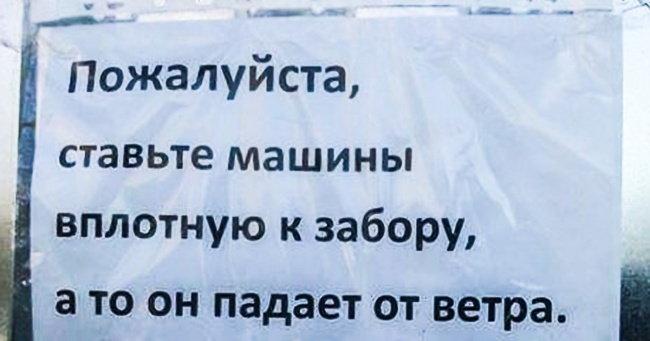 Пожалуйста,
ставьте машины
вплотную к забору,
а то он падает от ветра.